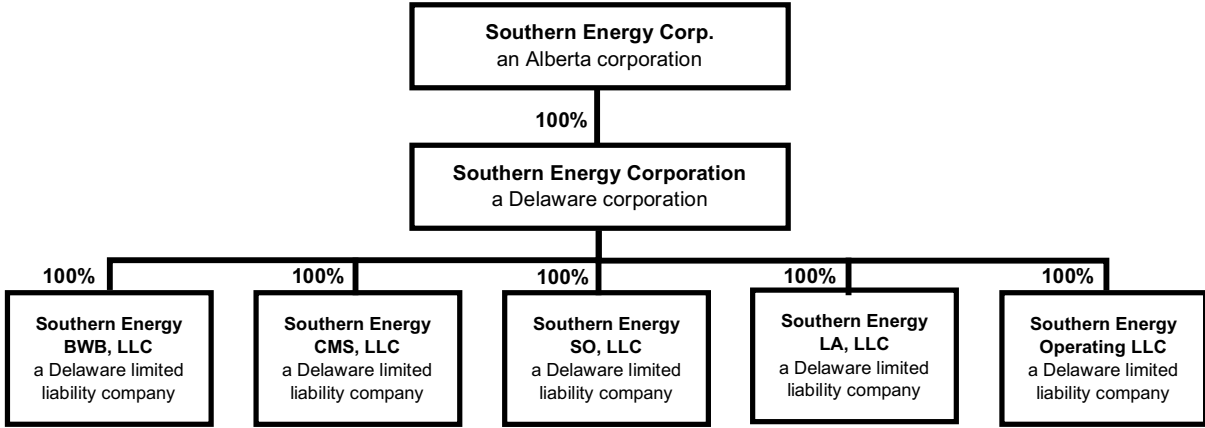 Southern Energy Corp.
an Alberta corporation
100%
Southern Energy Corporation
a Delaware corporation
100%
100%
100%
100%
100%
Southern Energy
BWB, LLC
a Delaware limited
liability company
Southern Energy
CMS, LLC
a Delaware limited
liability company
Southern Energy
SO, LLC
a Delaware limited
liability company
Southern Energy
LA, LLC
a Delaware limited
liability company
Southern Energy
Operating LLC
a Delaware limited
liability company